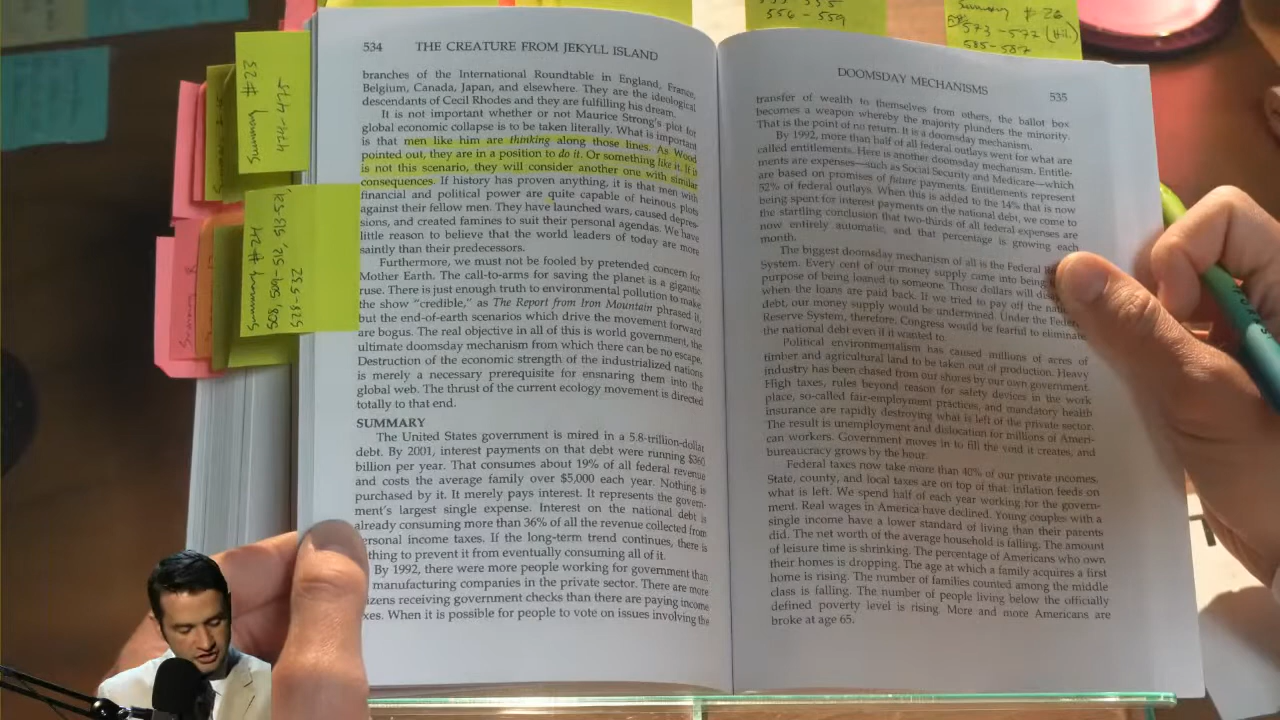 556 - 559
Summary # 26
573 - 577 (Hil.)
585 - 587
Summary #23
474-475
Summary #24
508, 509-512, 513-521,
528-532
534 THE CREATURE FROM JEKYLL ISLAND
branches of the International Roundtable in England, France,
Belgium, Canada, Japan, and elsewhere. They are the ideological
descendants of Cecil Rhodes and they are fulfilling his dream.
It is not important whether or not Maurice Strong's plot for
global economic collapse is to be taken literally. What is important
is that men like him are thinking along those lines. As Wood
pointed out, they are in a position to do it. Or something like it. If it
is not this scenario, they will consider another one with similar
consequences. If history has proven anything, it is that men with
financial and political power are quite capable of heinous plots
against their fellow men. They have launched wars, caused depres-
sions, and created famines to suit their personal agendas. We have
little reason to believe that the world leaders of today are more
saintly than their predecessors.
Furthermore, we must not be fooled by pretended concern for
Mother Earth. The call-to-arms for saving the planet is a gigantic
ruse. There is just enough truth to environmental pollution to make
the show "credible," as The Report from Iron Mountain phrased it,
but the end-of-earth scenarios which drive the movement forward
are bogus. The real objective in all of this is world government, the
ultimate doomsday mechanism from which there can be no escape.
Destruction of the economic strength of the industrialized nations
is merely a necessary prerequisite for ensnaring them into the
global web. The thrust of the current ecology movement is directed
totally to that end.
SUMMARY
The United States government is mired in a 5.8-trillion-dollar
debt. By 2001, interest payments on that debt were running $360
billion per year. That consumes about 19% of all federal revenue
and costs the average family over $5,000 each year. Nothing is
purchased by it. It merely pays interest. It represents the govern-
ment's largest single expense. Interest on the national debt is
already consuming more than 36% of all the revenue collected from
personal income taxes. If the long-term trend continues, there is
thing to prevent it from eventually consuming all of it.
By 1992, there were more people working for government than
manufacturing companies in the private sector. There are more
izens receiving government checks than there are paying income
xes. When it is possible for people to vote on issues involving the
DOOMSDAY MECHANISMS 535
transfer of wealth to themselves from others, the ballot box
becomes a weapon whereby the majority plunders the minority.
That is the point of no return. It is a doomsday mechanism.
By 1992, more than half of all federal outlays went for what are
called entitlements. Here is another doomsday mechanism. Entitle-
ments are expenses—such as Social Security and Medicare—which
are based on promises of future payments. Entitlements represent
52% of federal outlays. When this is added to the 14% that is now
being spent for interest payments on the national debt, we come to
the startling conclusion that two-thirds of all federal expenses are
now entirely automatic, and that percentage is growing each
month.
The biggest doomsday mechanism of all is the Federal
System. Every cent of our money supply came into being
purpose of being loaned to someone. Those dollars will
when the loans are paid back. If we tried to pay off the
debt, our money supply would be undermined. Under the Federal
Reserve System, therefore, Congress would be fearful to eliminate
the national debt even if it wanted to.
Political environmentalism has caused millions of acres of
timber and agricultural land to be taken out of production. Heavy
industry has been chased from our shores by our own government.
High taxes, rules beyond reason for safety devices in the work
place, so-called fair-employment practices, and mandatory health
insurance are rapidly destroying what is left of the private sector.
The result is unemployment and dislocation for millions of Ameri-
can workers. Government moves in to fill the void it creates, and
bureaucracy grows by the hour.
Federal taxes now take more than 40% of our private incomes.
State, county, and local taxes are on top of that. Inflation feeds on
what is left. We spend half of each year working for the govern-
ment. Real wages in America have declined. Young couples with a
single income have a lower standard of living than their parents
did. The net worth of the average household is falling. The amount
of leisure time is shrinking. The percentage of Americans who own
their homes is dropping. The age at which a family acquires a first
home is rising. The number of families counted among the middle
class is falling. The number of people living below the officially
defined poverty level is rising. More and more Americans are
broke at age 65.